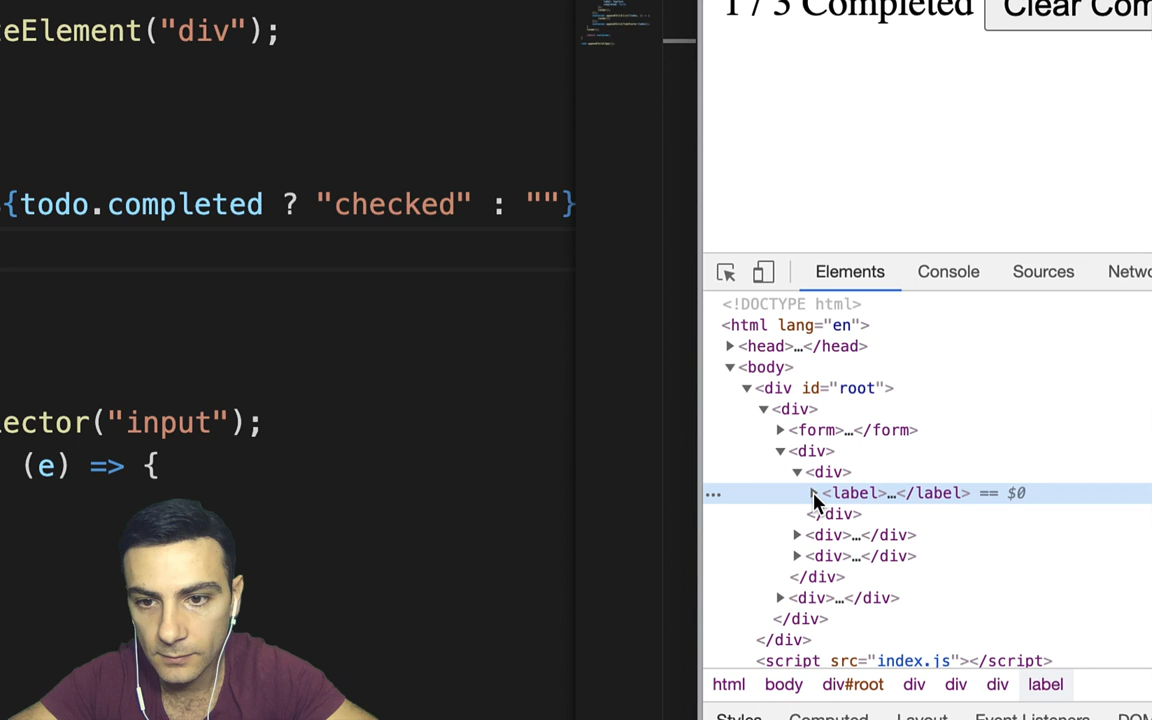 eElement("div");
{todo.completed ? "checked" : ""}
lector("input");
(e) => {
1 / 3 Completed Clear Com
Elements Console Sources Netwo
<!DOCTYPE html>
<html lang="en">
<head>…</head>
<body>
<div id="root">
<div>
<form>…</form>
<div>
<div>
… <label>…</label> == $0
</div>
<div>…</div>
<div>…</div>
</div>
<div>…</div>
</div>
</div>
<script src="index.js"></script>
html body div#root div div div label
Styles Computed Layout Event Listeners DOM